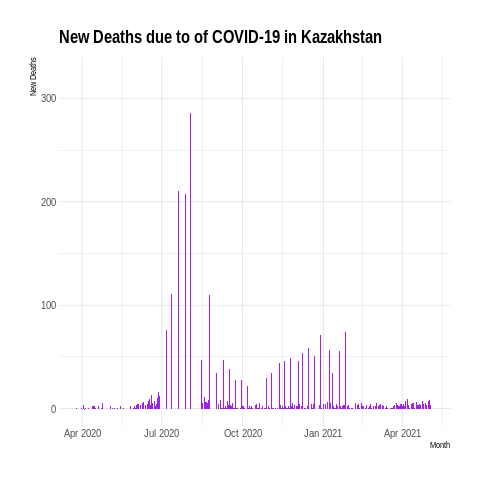 New Deaths due to of COVID-19 in Kazakhstan
New Deaths
300
200
100
0
Apr 2020 Jul 2020 Oct 2020 Jan 2021 Apr 2021
Month